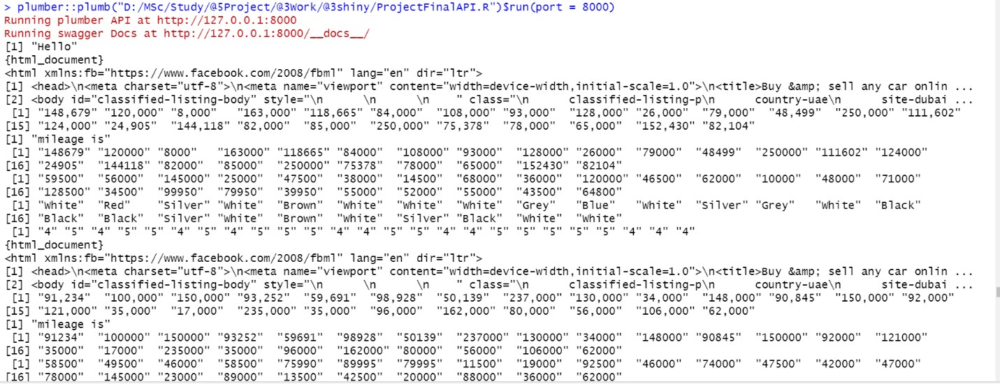 > plumber::plumb("D:/MSc/Study/@5Project/@3Work/@3shiny/ProjectFinalAPI.R")$run(port = 8000)
Running plumber API at http://127.0.0.1:8000
Running swagger Docs at http://127.0.0.1:8000/__docs__/
[1] "Hello"
{html_document}
<html xmlns:fb="https://www.facebook.com/2008/fbml" lang="en" dir="ltr">
[1] <head>\n<meta charset="utf-8">\n<meta name="viewport" content="width=device-width,initial-scale=1.0">\n<title>Buy &amp; sell any car onlin ...
[2] <body id="classified-listing-body" style="\n \n \n " class="\n classified-listing-p\n country-uae\n site-dubai ...
[1] "148,679" "120,000" "8,000" "163,000" "118,665" "84,000" "108,000" "93,000" "128,000" "26,000" "79,000" "48,499" "250,000" "111,602"
[15] "124,000" "24,905" "144,118" "82,000" "85,000" "250,000" "75,378" "78,000" "65,000" "152,430" "82,104"
[1] "mileage is"
[1] "148679" "120000" "8000" "163000" "118665" "84000" "108000" "93000" "128000" "26000" "79000" "48499" "250000" "111602" "124000"
[16] "24905" "144118" "82000" "85000" "250000" "75378" "78000" "65000" "152430" "82104"
[1] "59500" "56000" "145000" "25000" "47500" "38000" "14500" "68000" "36000" "120000" "46500" "62000" "10000" "48000" "71000"
[16] "128500" "34500" "99950" "79950" "39950" "55000" "52000" "55000" "43500" "64800"
[1] "White" "Red" "Silver" "White" "Brown" "White" "White" "White" "Grey" "Blue" "White" "Silver" "Grey" "White" "Black"
[16] "Black" "Black" "Silver" "White" "Brown" "White" "Silver" "Black" "White" "White"
[1] "4" "5" "4" "5" "5" "4" "5" "4" "5" "5" "5" "4" "4" "5" "5" "4" "4" "5" "5" "5" "5" "5" "4" "4" "4"
{html_document}
<html xmlns:fb="https://www.facebook.com/2008/fbml" lang="en" dir="ltr">
[1] <head>\n<meta charset="utf-8">\n<meta name="viewport" content="width=device-width,initial-scale=1.0">\n<title>Buy &amp; sell any car onlin ...
[2] <body id="classified-listing-body" style="\n \n \n " class="\n classified-listing-p\n country-uae\n site-dubai ...
[1] "91,234" "100,000" "150,000" "93,252" "59,691" "98,928" "50,139" "237,000" "130,000" "34,000" "148,000" "90,845" "150,000" "92,000"
[15] "121,000" "35,000" "17,000" "235,000" "35,000" "96,000" "162,000" "80,000" "56,000" "106,000" "62,000"
[1] "mileage is"
[1] "91234" "100000" "150000" "93252" "59691" "98928" "50139" "237000" "130000" "34000" "148000" "90845" "150000" "92000" "121000"
[16] "35000" "17000" "235000" "35000" "96000" "162000" "80000" "56000" "106000" "62000"
[1] "58500" "49500" "46000" "58500" "75990" "89995" "79995" "11500" "19000" "92500" "46000" "74000" "47500" "42000" "47000"
[16] "78000" "145000" "23000" "89000" "13500" "42500" "20000" "88000" "36000" "62000"